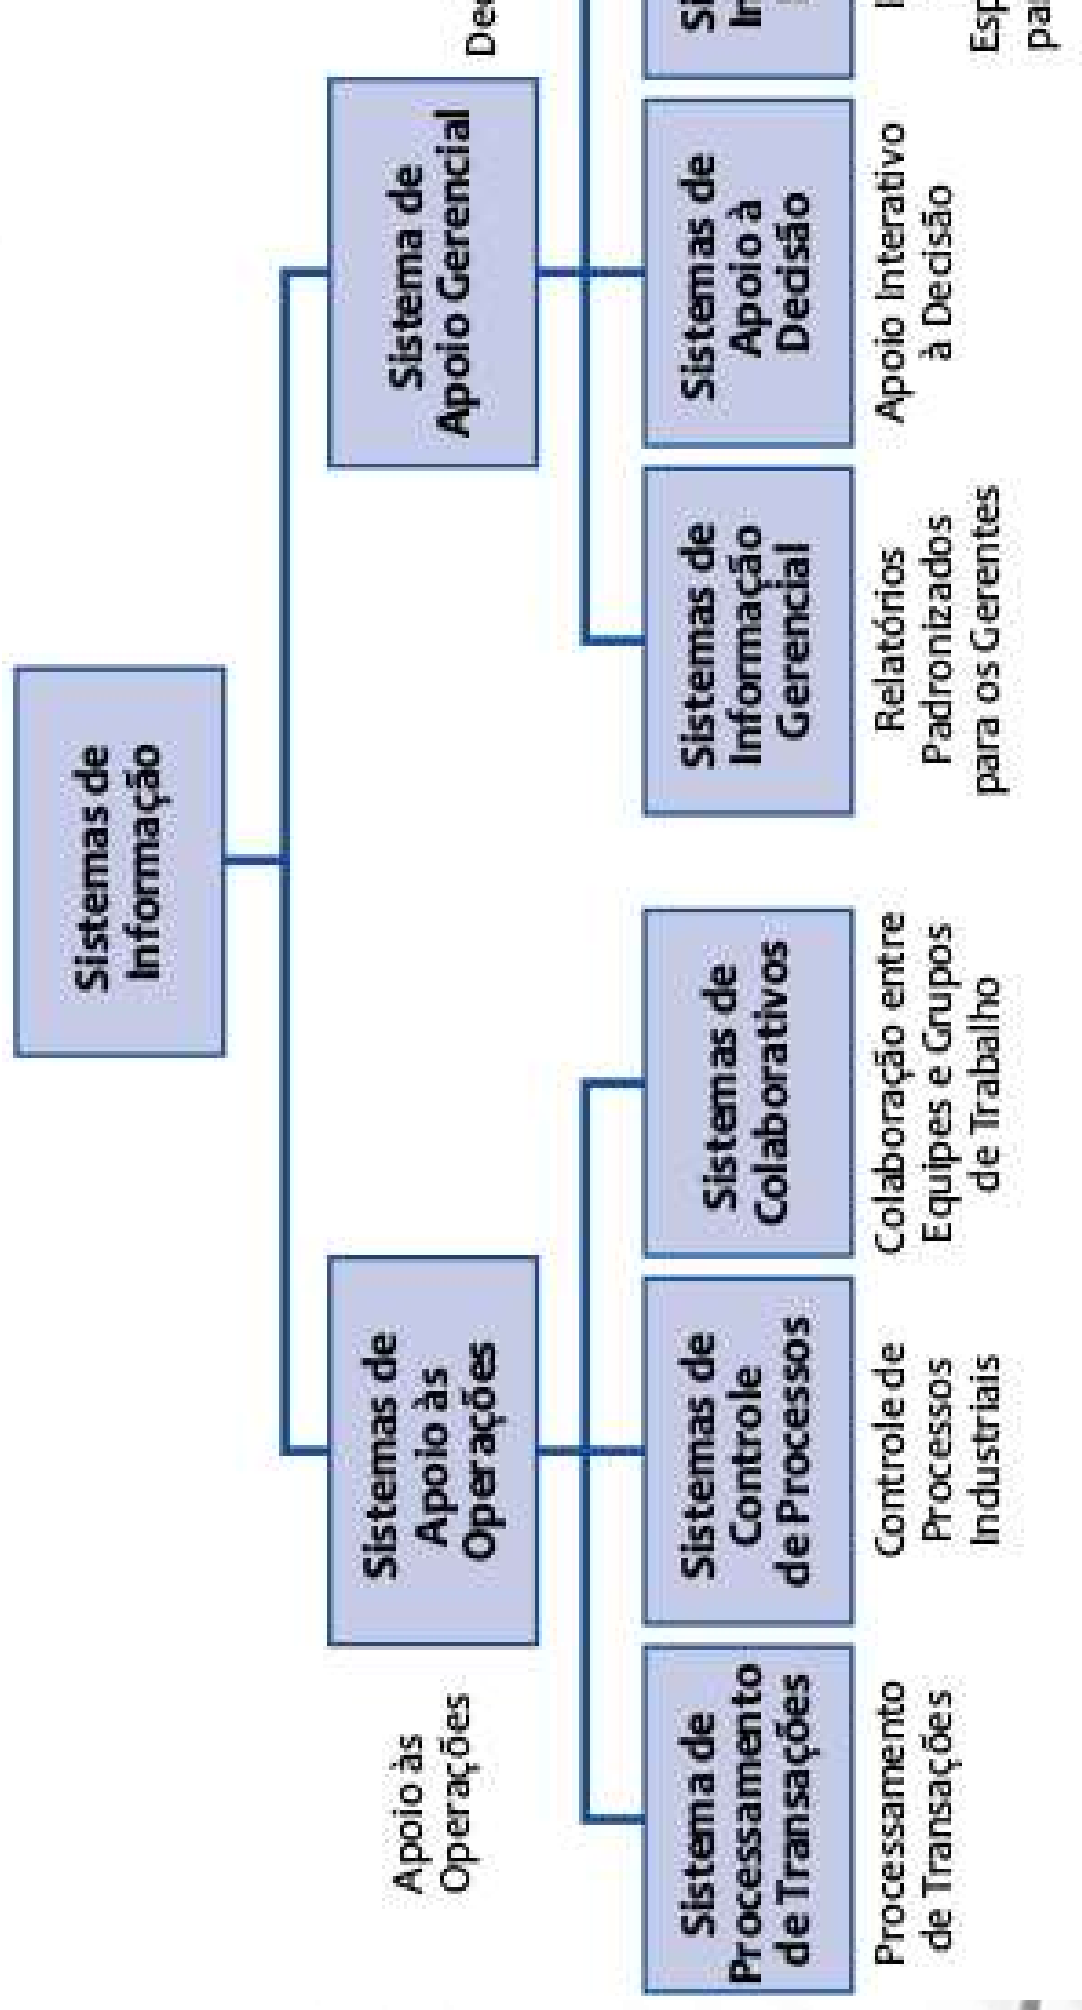 Sistemas de
Informação
Apoio às
Operações
Sistemas de
Apoio às
Operações
Sistema de
Apoio Gerencial
Sistema de
Processamento
de Transações
Sistemas de
Controle
de Processos
Sistemas de
Colaborativos
Sistemas de
Informação
Gerencial
Sistemas de
Apoio à
Decisão
Processamento
de Transações
Controle de
Processos
Industriais
Colaboração entre
Equipes e Grupos
de Trabalho
Relatórios
Padronizados
para os Gerentes
Apoio Interativo
à Decisão